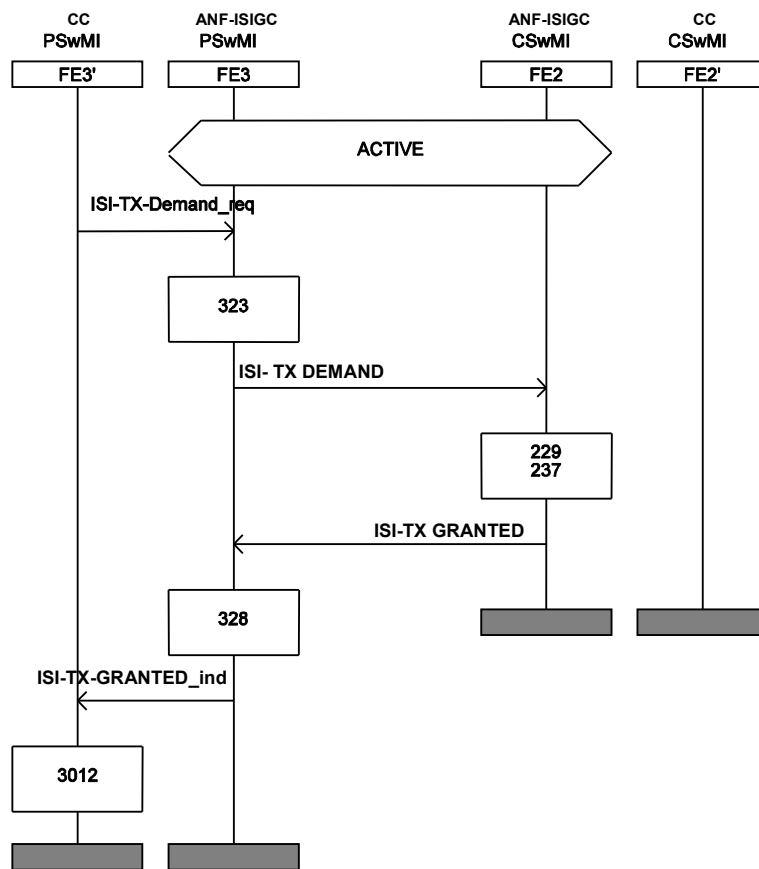 CC
PSwMI
FE3'
ANF-ISIGC
PSwMI
FE3
ANF-ISIGC
CSwMI
FE2
CC
CSwMI
FE2'
ACTIVE
ISI-TX-Demand_req
323
ISI- TX DEMAND
229
237
ISI-TX GRANTED
328
ISI-TX-GRANTED_ind
3012